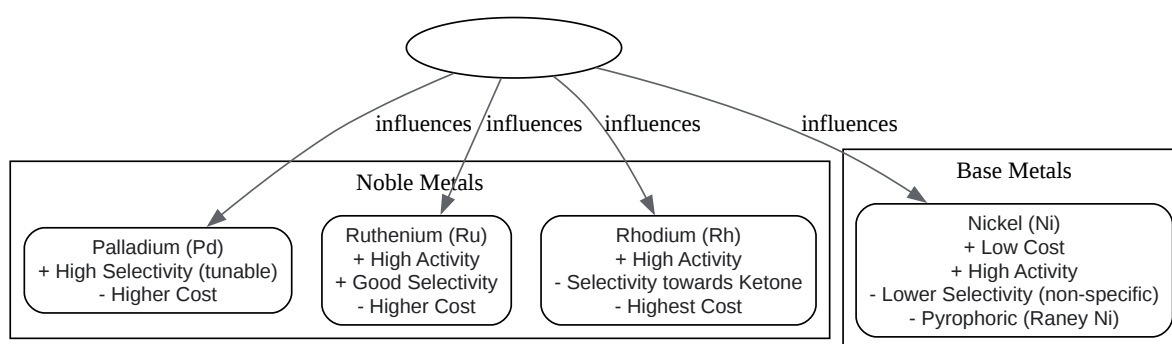 influences
influences
influences
influences
Noble Metals
Palladium (Pd)
+ High Selectivity (tunable)
- Higher Cost
Ruthenium (Ru)
+ High Activity
+ Good Selectivity
- Higher Cost
Rhodium (Rh)
+ High Activity
- Selectivity towards Ketone
- Highest Cost
Base Metals
Nickel (Ni)
+ Low Cost
+ High Activity
- Lower Selectivity (non-specific)
- Pyrophoric (Raney Ni)